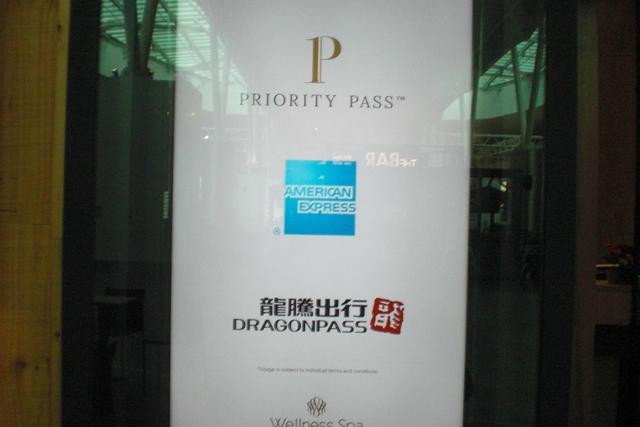 PRIORITY PASS™
AMERICAN
EXPRESS
®
龍騰出行
DRAGONPASS
*Usage is subject to individual terms and conditions
Wellness Spa